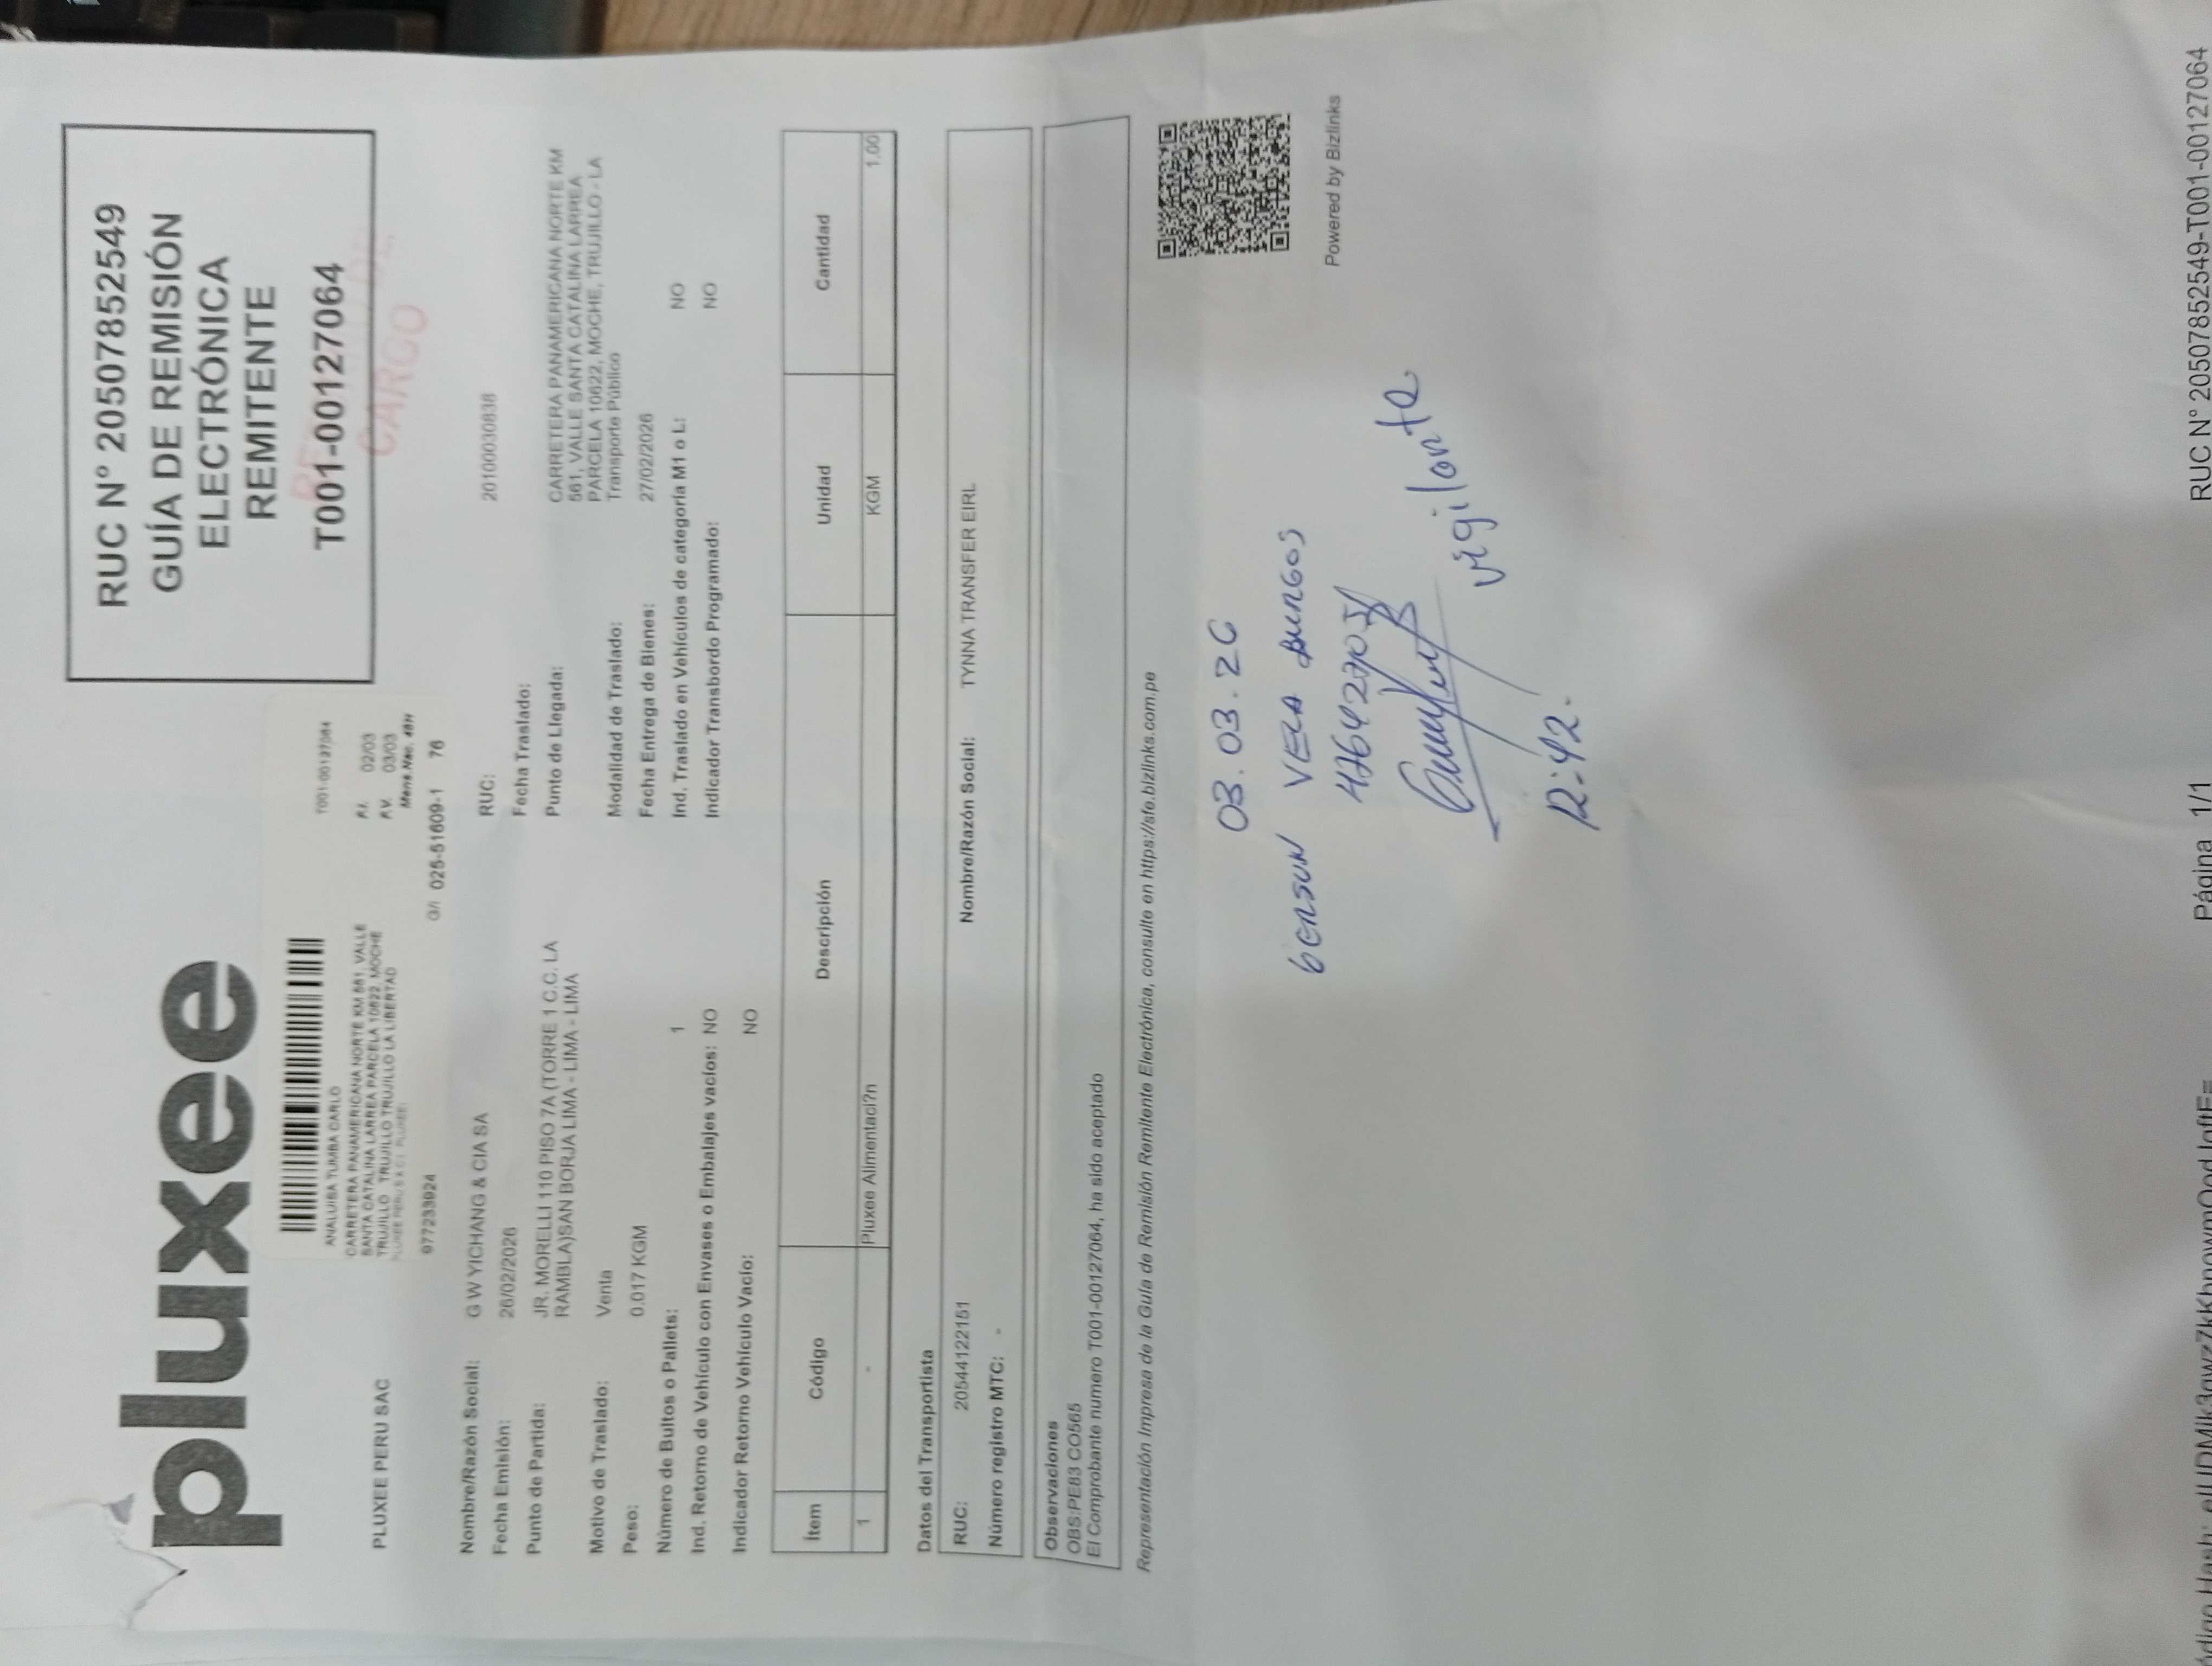 pluxee
RUC N° 20507852549
GUÍA DE REMISIÓN
ELECTRÓNICA
REMITENTE
T001-00127064
CARGO
PLUXEE PERU SAC
T001-00127064
ANALUISA TUMBA CARLO
CARRETERA PANAMERICANA NORTE KM 561, VALLE
SANTA CATALINA LARREA PARCELA 10622, MOCHE
TRUJILLO TRUJILLO TRUJILLO LA LIBERTAD
P.I. 02/03
P.V. 03/03
Mens.Nac. 48H
977233924
G/I 025-51609-1 76
Nombre/Razón Social: G W YICHANG & CIA SA
RUC: 20100030838
Fecha Emisión: 26/02/2026
Fecha Traslado:
Punto de Partida: JR. MORELLI 110 PISO 7A (TORRE 1 C.C. LA
RAMBLA)SAN BORJA LIMA - LIMA - LIMA
Punto de Llegada: CARRETERA PANAMERICANA NORTE KM
561, VALLE SANTA CATALINA LARREA
PARCELA 10622, MOCHE, TRUJILLO - LA
Motivo de Traslado: Venta
Modalidad de Traslado: Transporte Público
Peso: 0.017 KGM
Fecha Entrega de Bienes: 27/02/2026
Número de Bultos o Pallets: 1
Ind. Traslado en Vehículos de categoría M1 o L: NO
Ind. Retorno de Vehículo con Envases o Embalajes vacíos: NO
Indicador Transbordo Programado: NO
Indicador Retorno Vehículo Vacío: NO
Ítem Código Descripción Unidad Cantidad
1 - Pluxee Alimentaci?n KGM 1.00
Datos del Transportista
RUC: 20544122151 Nombre/Razón Social: TYNNA TRANSFER EIRL
Número registro MTC: -
Observaciones
OBS:PE83 CO565
El Comprobante numero T001-00127064, ha sido aceptado
Representación Impresa de la Guía de Remisión Remitente Electrónica, consulte en https://sfe.bizlinks.com.pe
Powered by Bizlinks
03.03.26
GERSON VERA BURGOS
vigilante
12:42.
Página 1/1
RUC N° 20507852549-T001-00127064